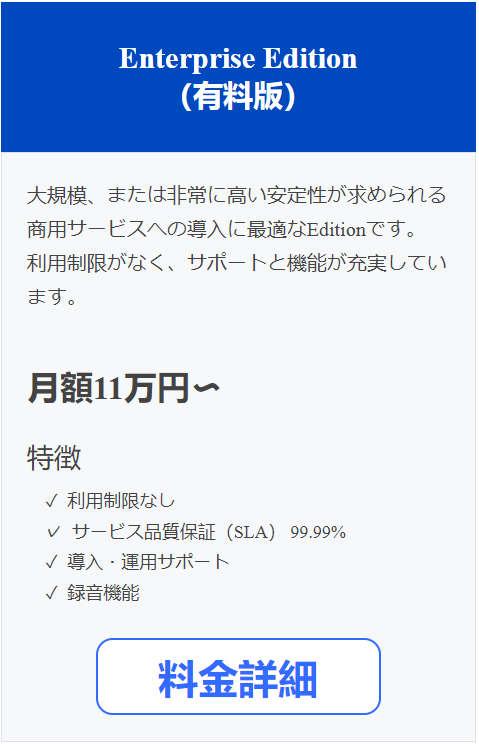 Enterprise Edition
（有料版）
大規模、または非常に高い安定性が求められる
商用サービスへの導入に最適なEditionです。
利用制限がなく、サポートと機能が充実してい
ます。
月額11万円〜
特徴
✓ 利用制限なし
✓ サービス品質保証（SLA） 99.99%
✓ 導入・運用サポート
✓ 録音機能
料金詳細